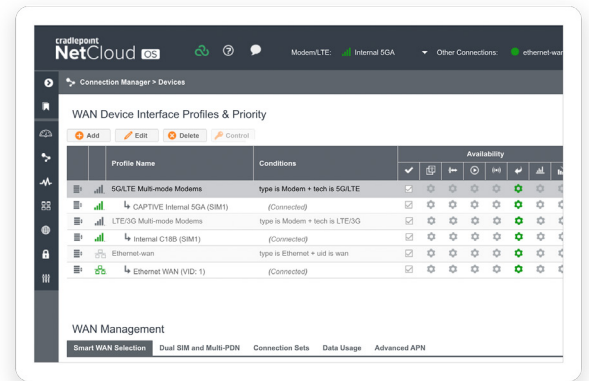 cradlepoint
NetCloud OS
Modem/LTE: Internal 5GA
Other Connections: ethernet-wan
Connection Manager > Devices
WAN Device Interface Profiles & Priority
Add Edit Delete Control
Availability
Profile Name Conditions
5G/LTE Multi-mode Modems type is Modem + tech is 5G/LTE
CAPTIVE Internal 5GA (SIM1) (Connected)
LTE/3G Multi-mode Modems type is Modem + tech is LTE/3G
Internal C18B (SIM1) (Connected)
Ethernet-wan type is Ethernet + uid is wan
Ethernet WAN (VID: 1) (Connected)
WAN Management
Smart WAN Selection Dual SIM and Multi-PDN Connection Sets Data Usage Advanced APN